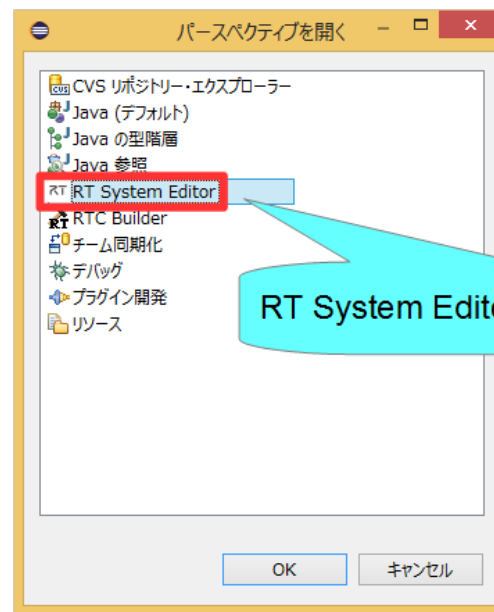 パースペクティブを開く
CVS リポジトリー・エクスプローラー
Java (デフォルト)
Java の型階層
Java 参照
RT System Editor
RTC Builder
チーム同期化
デバッグ
プラグイン開発
リソース
RT System Edit
OK
キャンセル